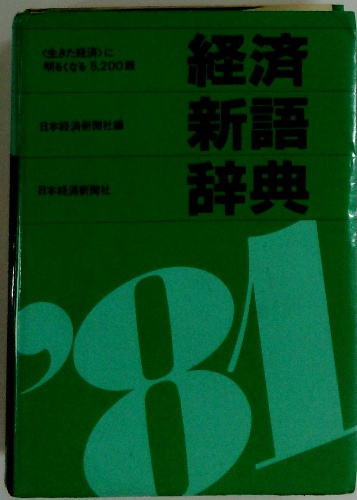 〈生きた経済〉に
明るくなる 5,200語
経済
新語
辞典
日本経済新聞社編
日本経済新聞社
'81